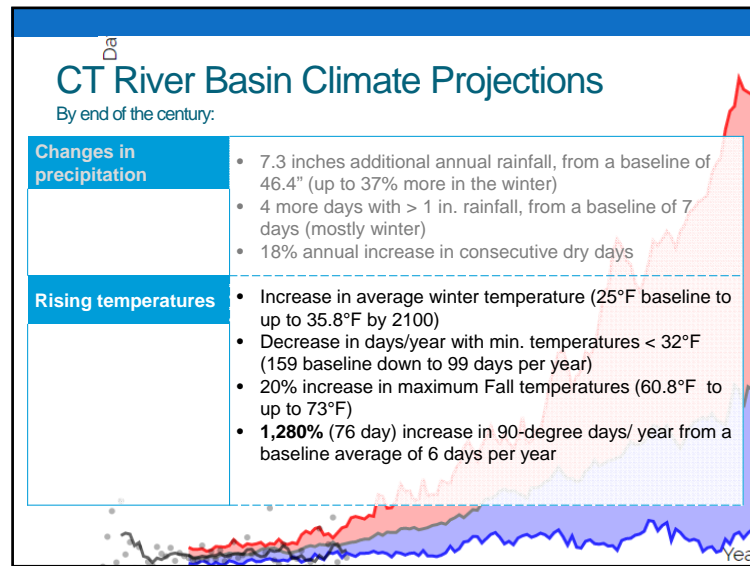 Da
CT River Basin Climate Projections
By end of the century:
Changes in
precipitation
• 7.3 inches additional annual rainfall, from a baseline of
46.4” (up to 37% more in the winter)
• 4 more days with > 1 in. rainfall, from a baseline of 7
days (mostly winter)
• 18% annual increase in consecutive dry days
Rising temperatures
• Increase in average winter temperature (25°F baseline to
up to 35.8°F by 2100)
• Decrease in days/year with min. temperatures < 32°F
(159 baseline down to 99 days per year)
• 20% increase in maximum Fall temperatures (60.8°F to
up to 73°F)
• 1,280% (76 day) increase in 90-degree days/ year from a
baseline average of 6 days per year
Yea